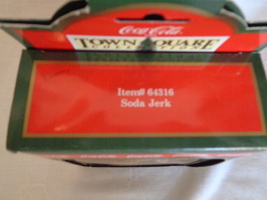 Coca-Cola
TOWN SQUARE
Item# 64316
Soda Jerk